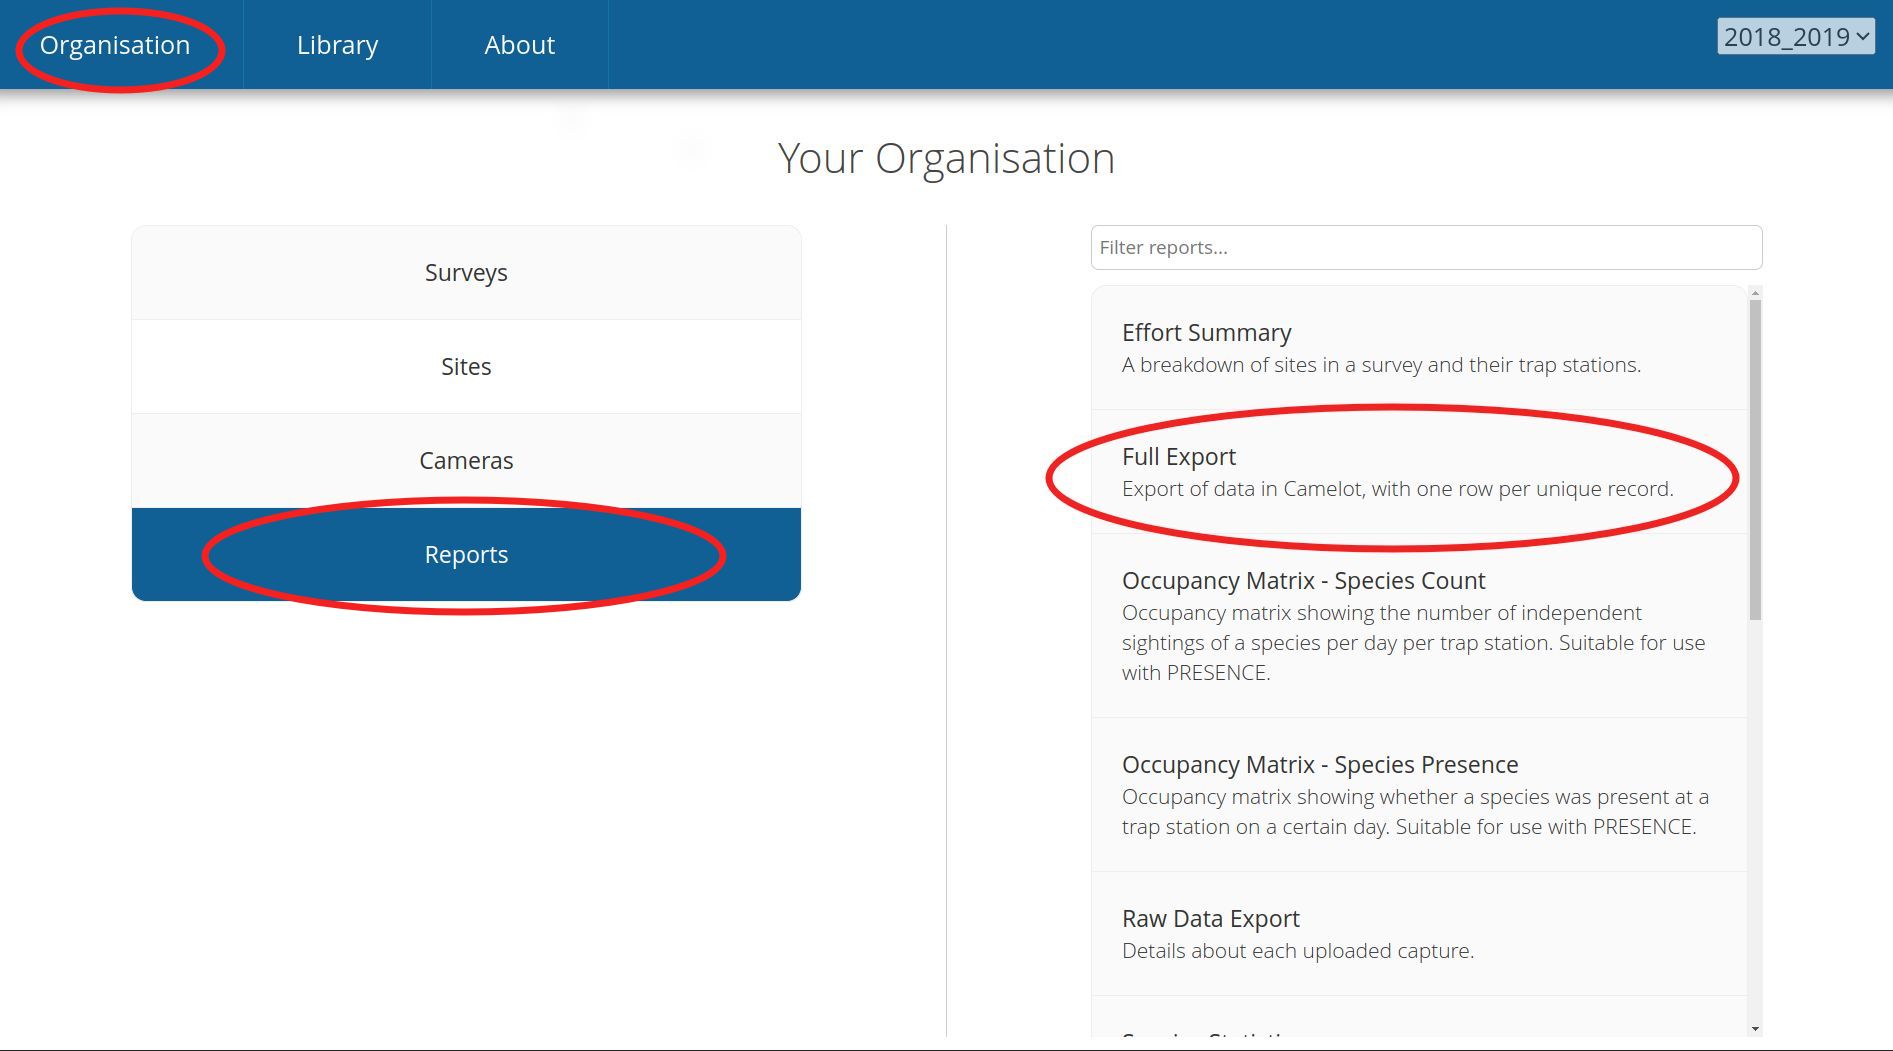 Organisation
Library
About
2018_2019
Your Organisation
Surveys
Sites
Cameras
Reports
Filter reports...
Effort Summary
A breakdown of sites in a survey and their trap stations.
Full Export
Export of data in Camelot, with one row per unique record.
Occupancy Matrix - Species Count
Occupancy matrix showing the number of independent
sightings of a species per day per trap station. Suitable for use
with PRESENCE.
Occupancy Matrix - Species Presence
Occupancy matrix showing whether a species was present at a
trap station on a certain day. Suitable for use with PRESENCE.
Raw Data Export
Details about each uploaded capture.